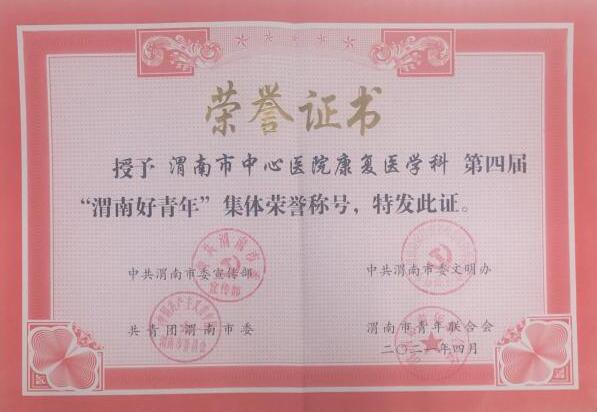 荣誉证书
授予 渭南市中心医院康复医学科 第四届
“渭南好青年”集体荣誉称号，特发此证。
中共渭南市委宣传部
中共渭南市委文明办
共青团渭南市委
渭南市青年联合会
二〇二一年四月